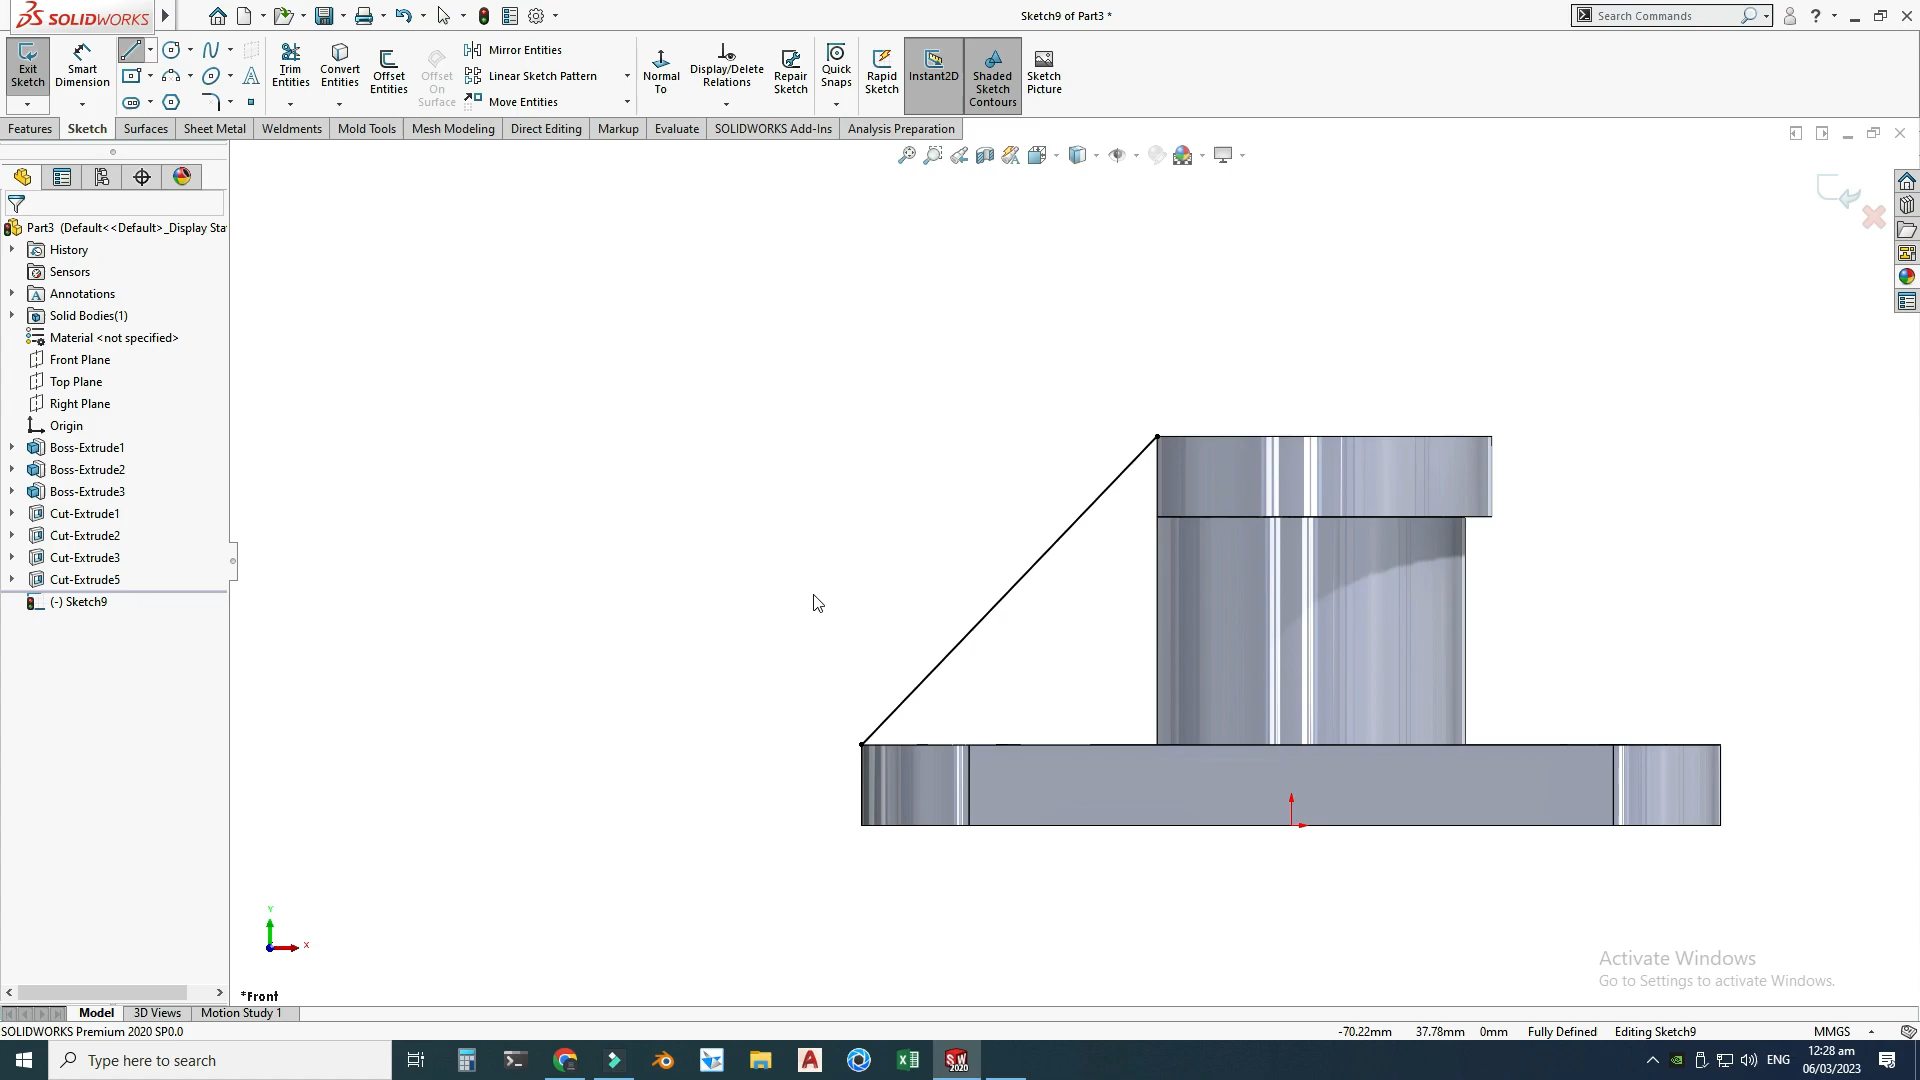 SOLIDWORKS
Sketch9 of Part3 *
Search Commands
Exit Sketch
Smart Dimension
Trim Entities
Convert Entities
Offset Entities
Offset On Surface
Mirror Entities
Linear Sketch Pattern
Move Entities
Normal To
Display/Delete Relations
Repair Sketch
Quick Snaps
Rapid Sketch
Instant2D
Shaded Sketch Contours
Sketch Picture
Features
Sketch
Surfaces
Sheet Metal
Weldments
Mold Tools
Mesh Modeling
Direct Editing
Markup
Evaluate
SOLIDWORKS Add-Ins
Analysis Preparation
Part3 (Default<<Default>_Display Sta
History
Sensors
Annotations
Solid Bodies(1)
Material <not specified>
Front Plane
Top Plane
Right Plane
Origin
Boss-Extrude1
Boss-Extrude2
Boss-Extrude3
Cut-Extrude1
Cut-Extrude2
Cut-Extrude3
Cut-Extrude5
(-) Sketch9
Y
X
*Front
Activate Windows
Go to Settings to activate Windows.
Model
3D Views
Motion Study 1
SOLIDWORKS Premium 2020 SP0.0
-70.22mm
37.78mm
0mm
Fully Defined
Editing Sketch9
MMGS
Type here to search
ENG
12:28 am
06/03/2023